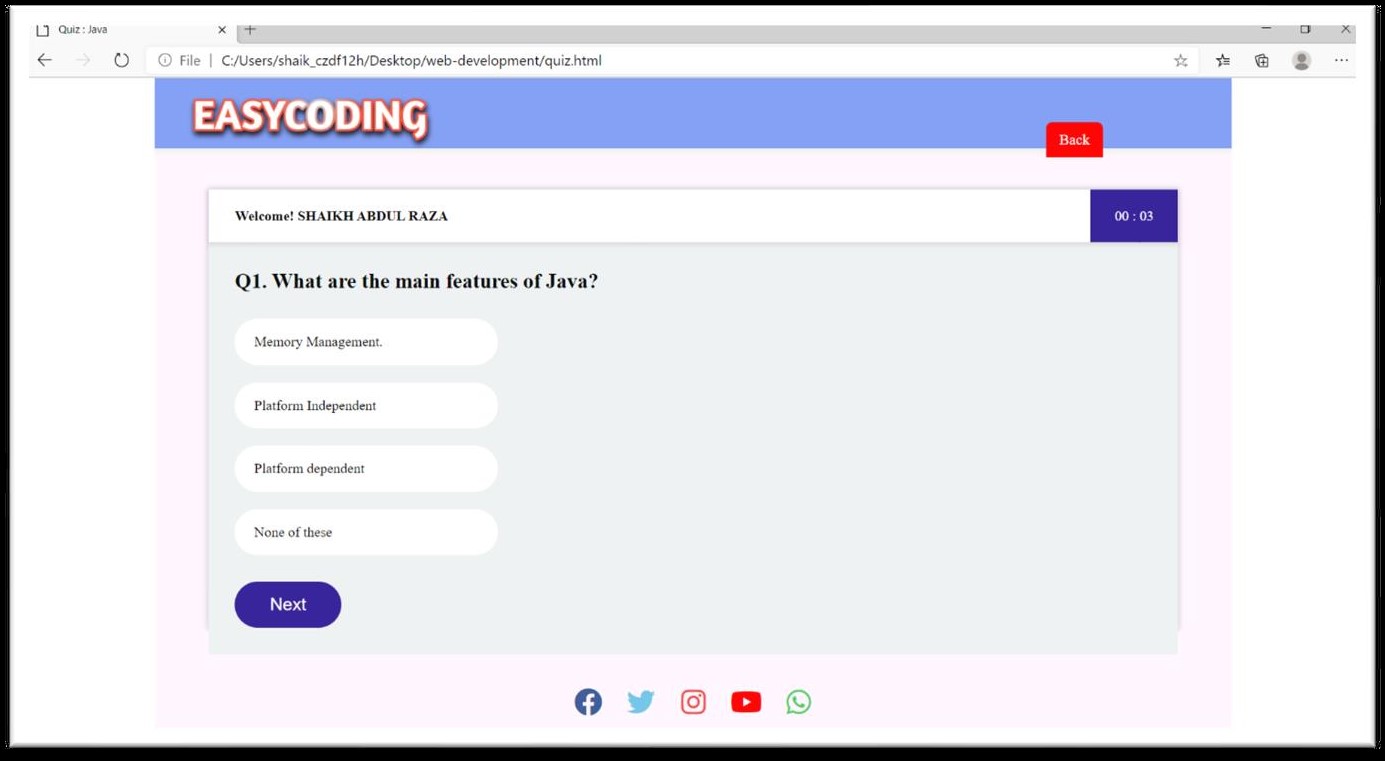 Quiz : Java
File | C:/Users/shaik_czdf12h/Desktop/web-development/quiz.html
EASYCODING
Back
Welcome! SHAIKH ABDUL RAZA
00 : 03
Q1. What are the main features of Java?
Memory Management.
Platform Independent
Platform dependent
None of these
Next